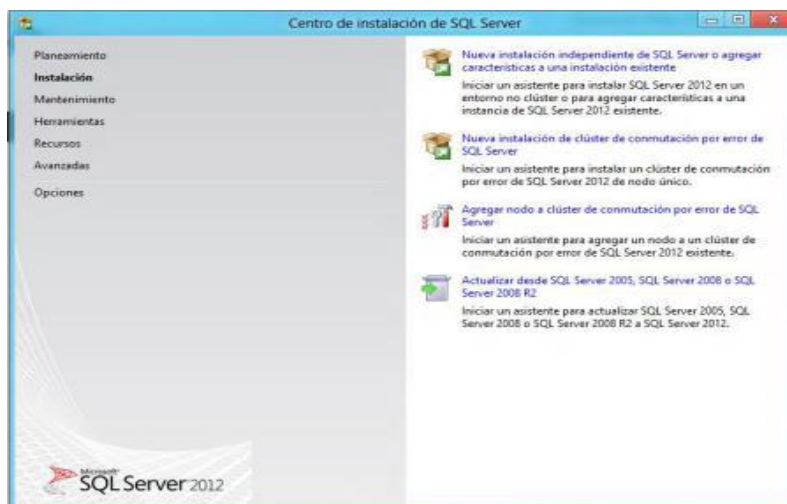 Centro de instalación de SQL Server
Planeamiento
Instalación
Mantenimiento
Herramientas
Recursos
Avanzadas
Opciones
Nueva instalación independiente de SQL Server o agregar
características a una instalación existente
Iniciar un asistente para instalar SQL Server 2012 en un
entorno no clúster o para agregar características a una
instancia de SQL Server 2012 existente.
Nueva instalación de clúster de conmutación por error de
SQL Server
Iniciar un asistente para instalar un clúster de conmutación
por error de SQL Server 2012 de nodo único.
Agregar nodo a clúster de conmutación por error de SQL
Server
Iniciar un asistente para agregar un nodo a un clúster de
conmutación por error de SQL Server 2012 existente.
Actualizar desde SQL Server 2005, SQL Server 2008 o SQL
Server 2008 R2
Iniciar un asistente para actualizar SQL Server 2005, SQL
Server 2008 o SQL Server 2008 R2 a SQL Server 2012.
Microsoft
SQL Server 2012